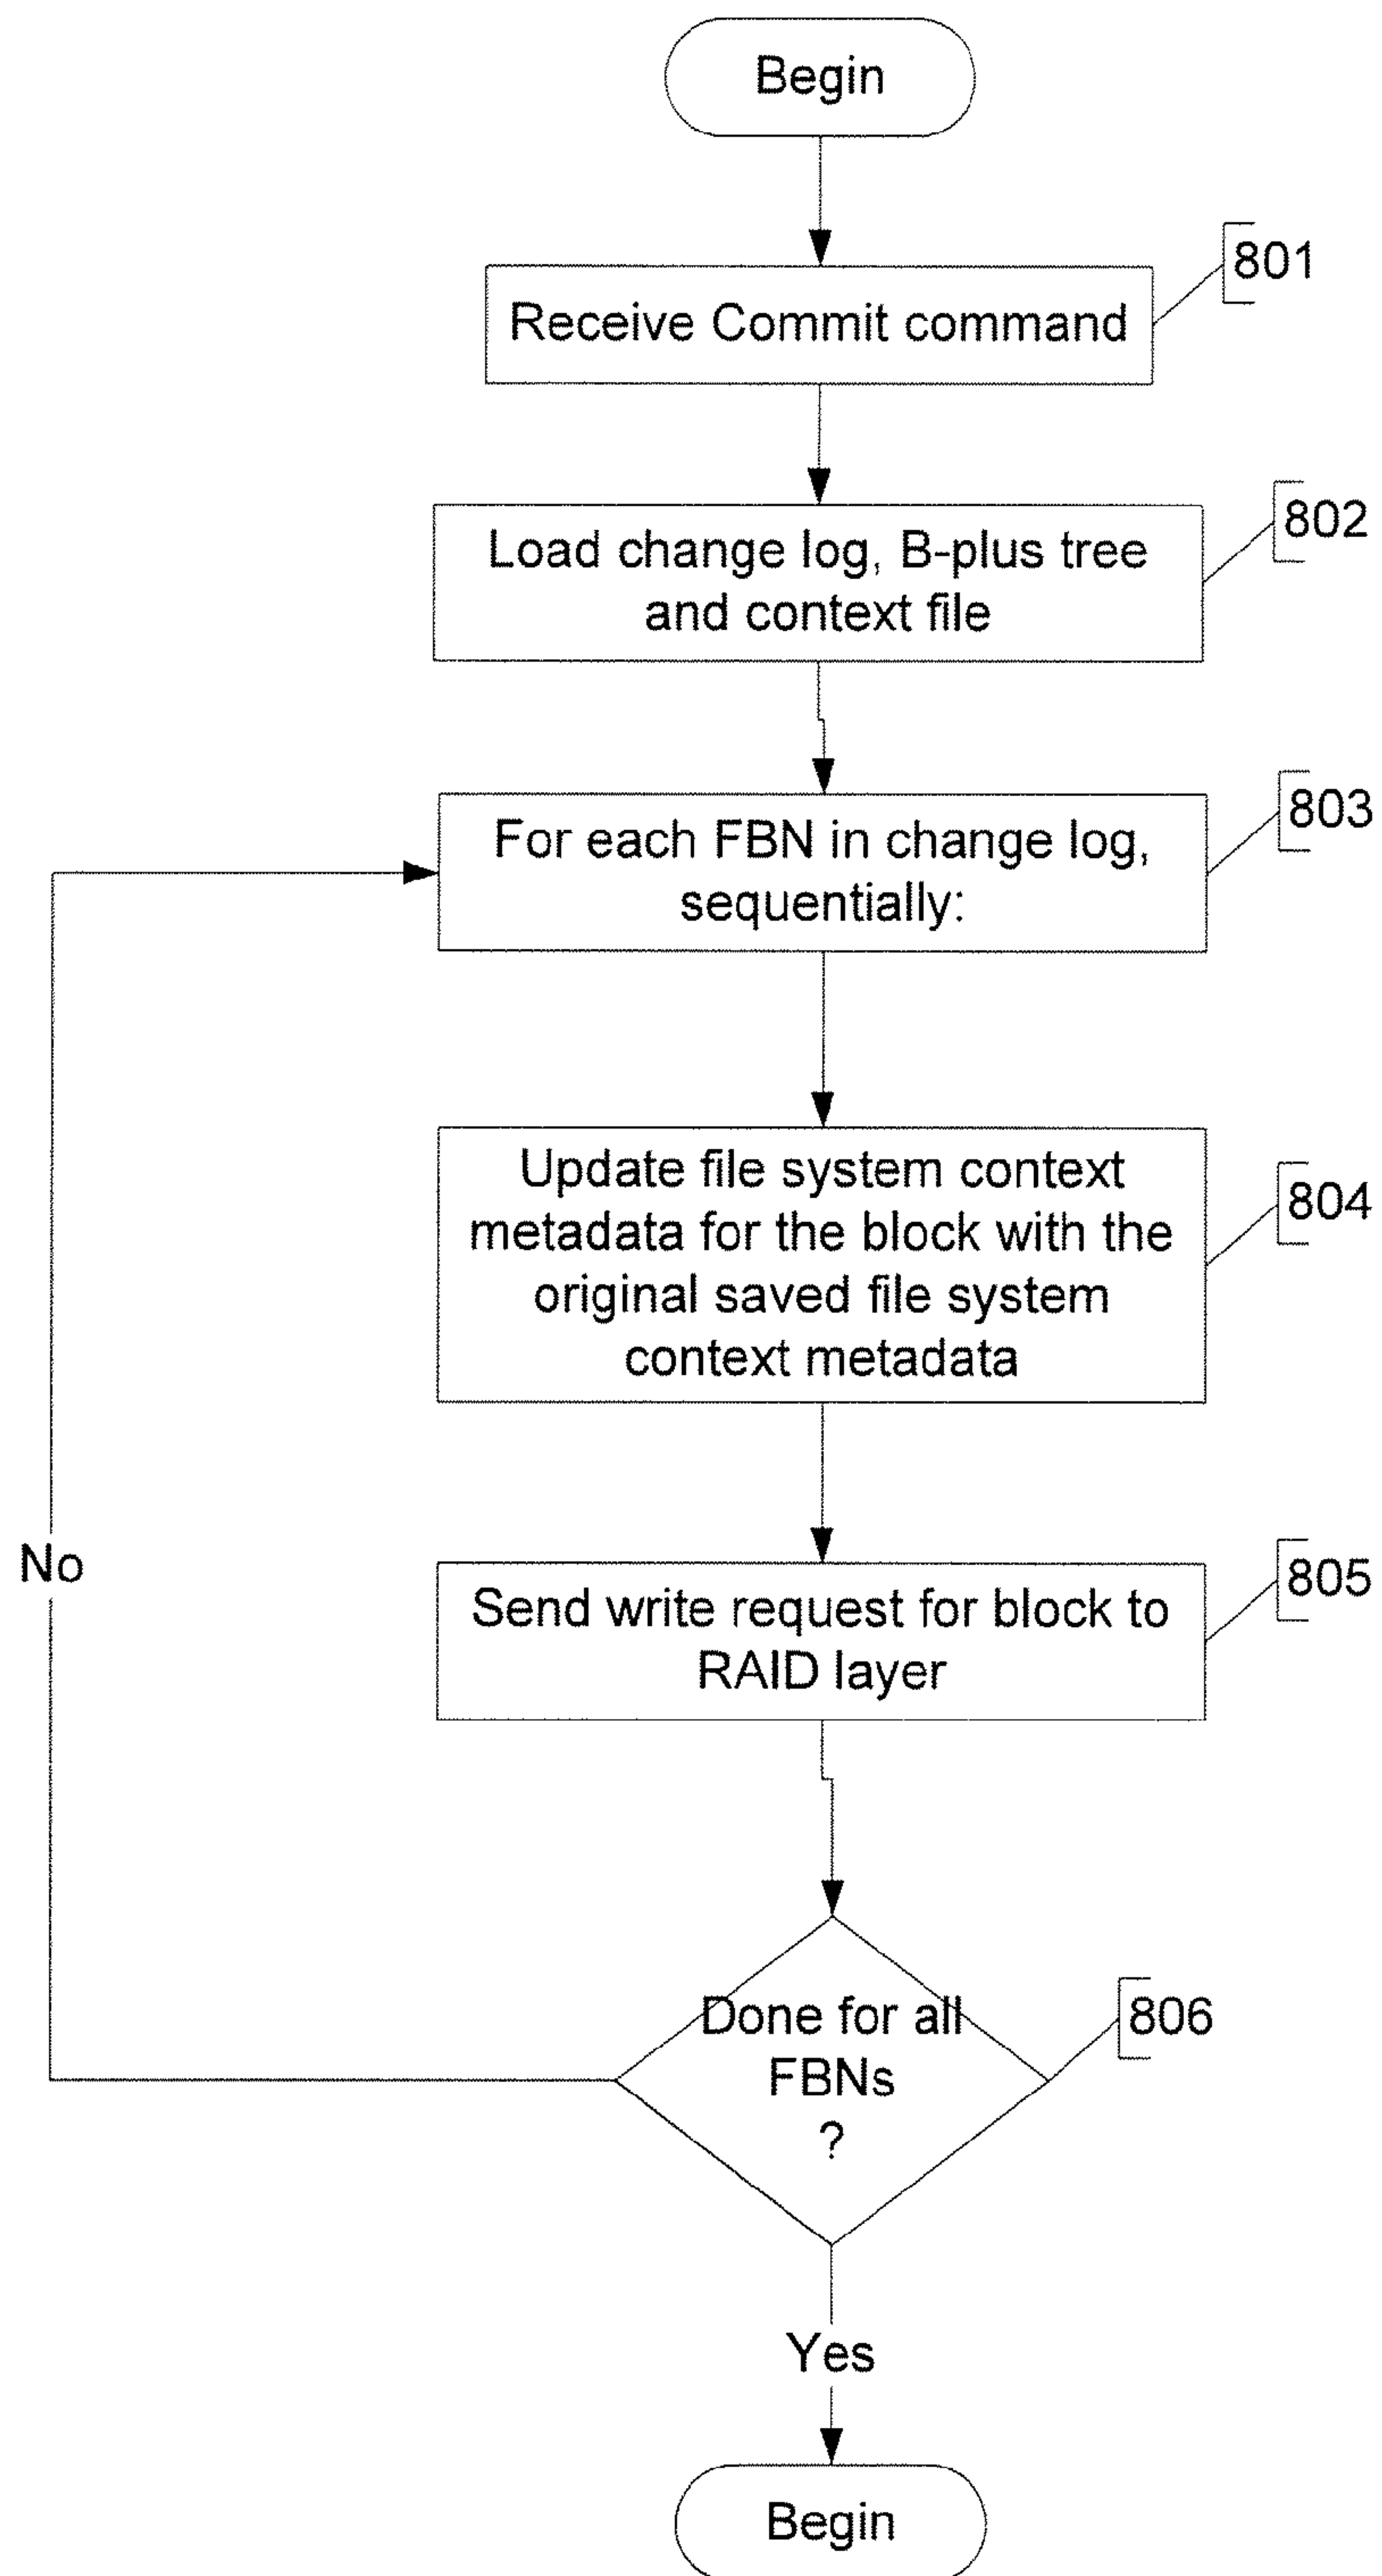 Begin
801
Receive Commit command
802
Load change log, B-plus tree
and context file
803
For each FBN in change log,
sequentially:
804
Update file system context
metadata for the block with the
original saved file system
context metadata
No
805
Send write request for block to
RAID layer
806
Done for all
FBNs
?
Yes
Begin